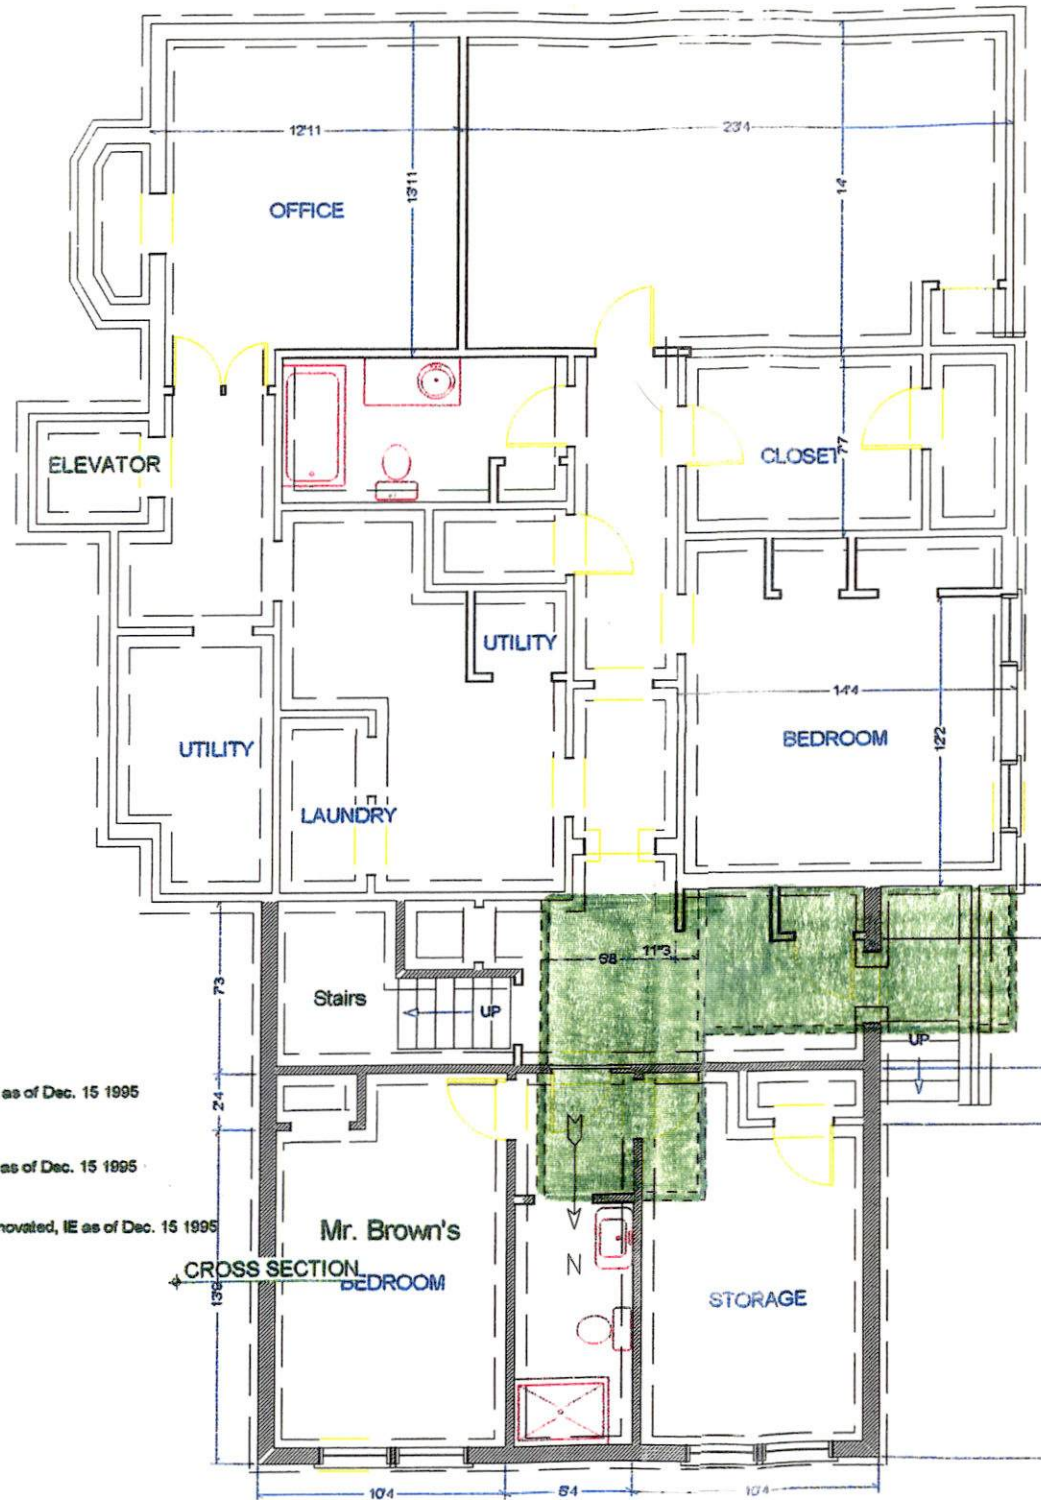 12'11
23'4
13'11
14'
OFFICE
ELEVATOR
CLOSET
7'7
UTILITY
14'4
BEDROOM
12'2
UTILITY
LAUNDRY
11'3
6'8
7'3
Stairs
UP
UP
as of Dec. 15 1995
2'4
as of Dec. 15 1995
novated, IE as of Dec. 15 1995
Mr. Brown's
N
CROSS SECTION
BEDROOM
13'9
STORAGE
10'4
10'4